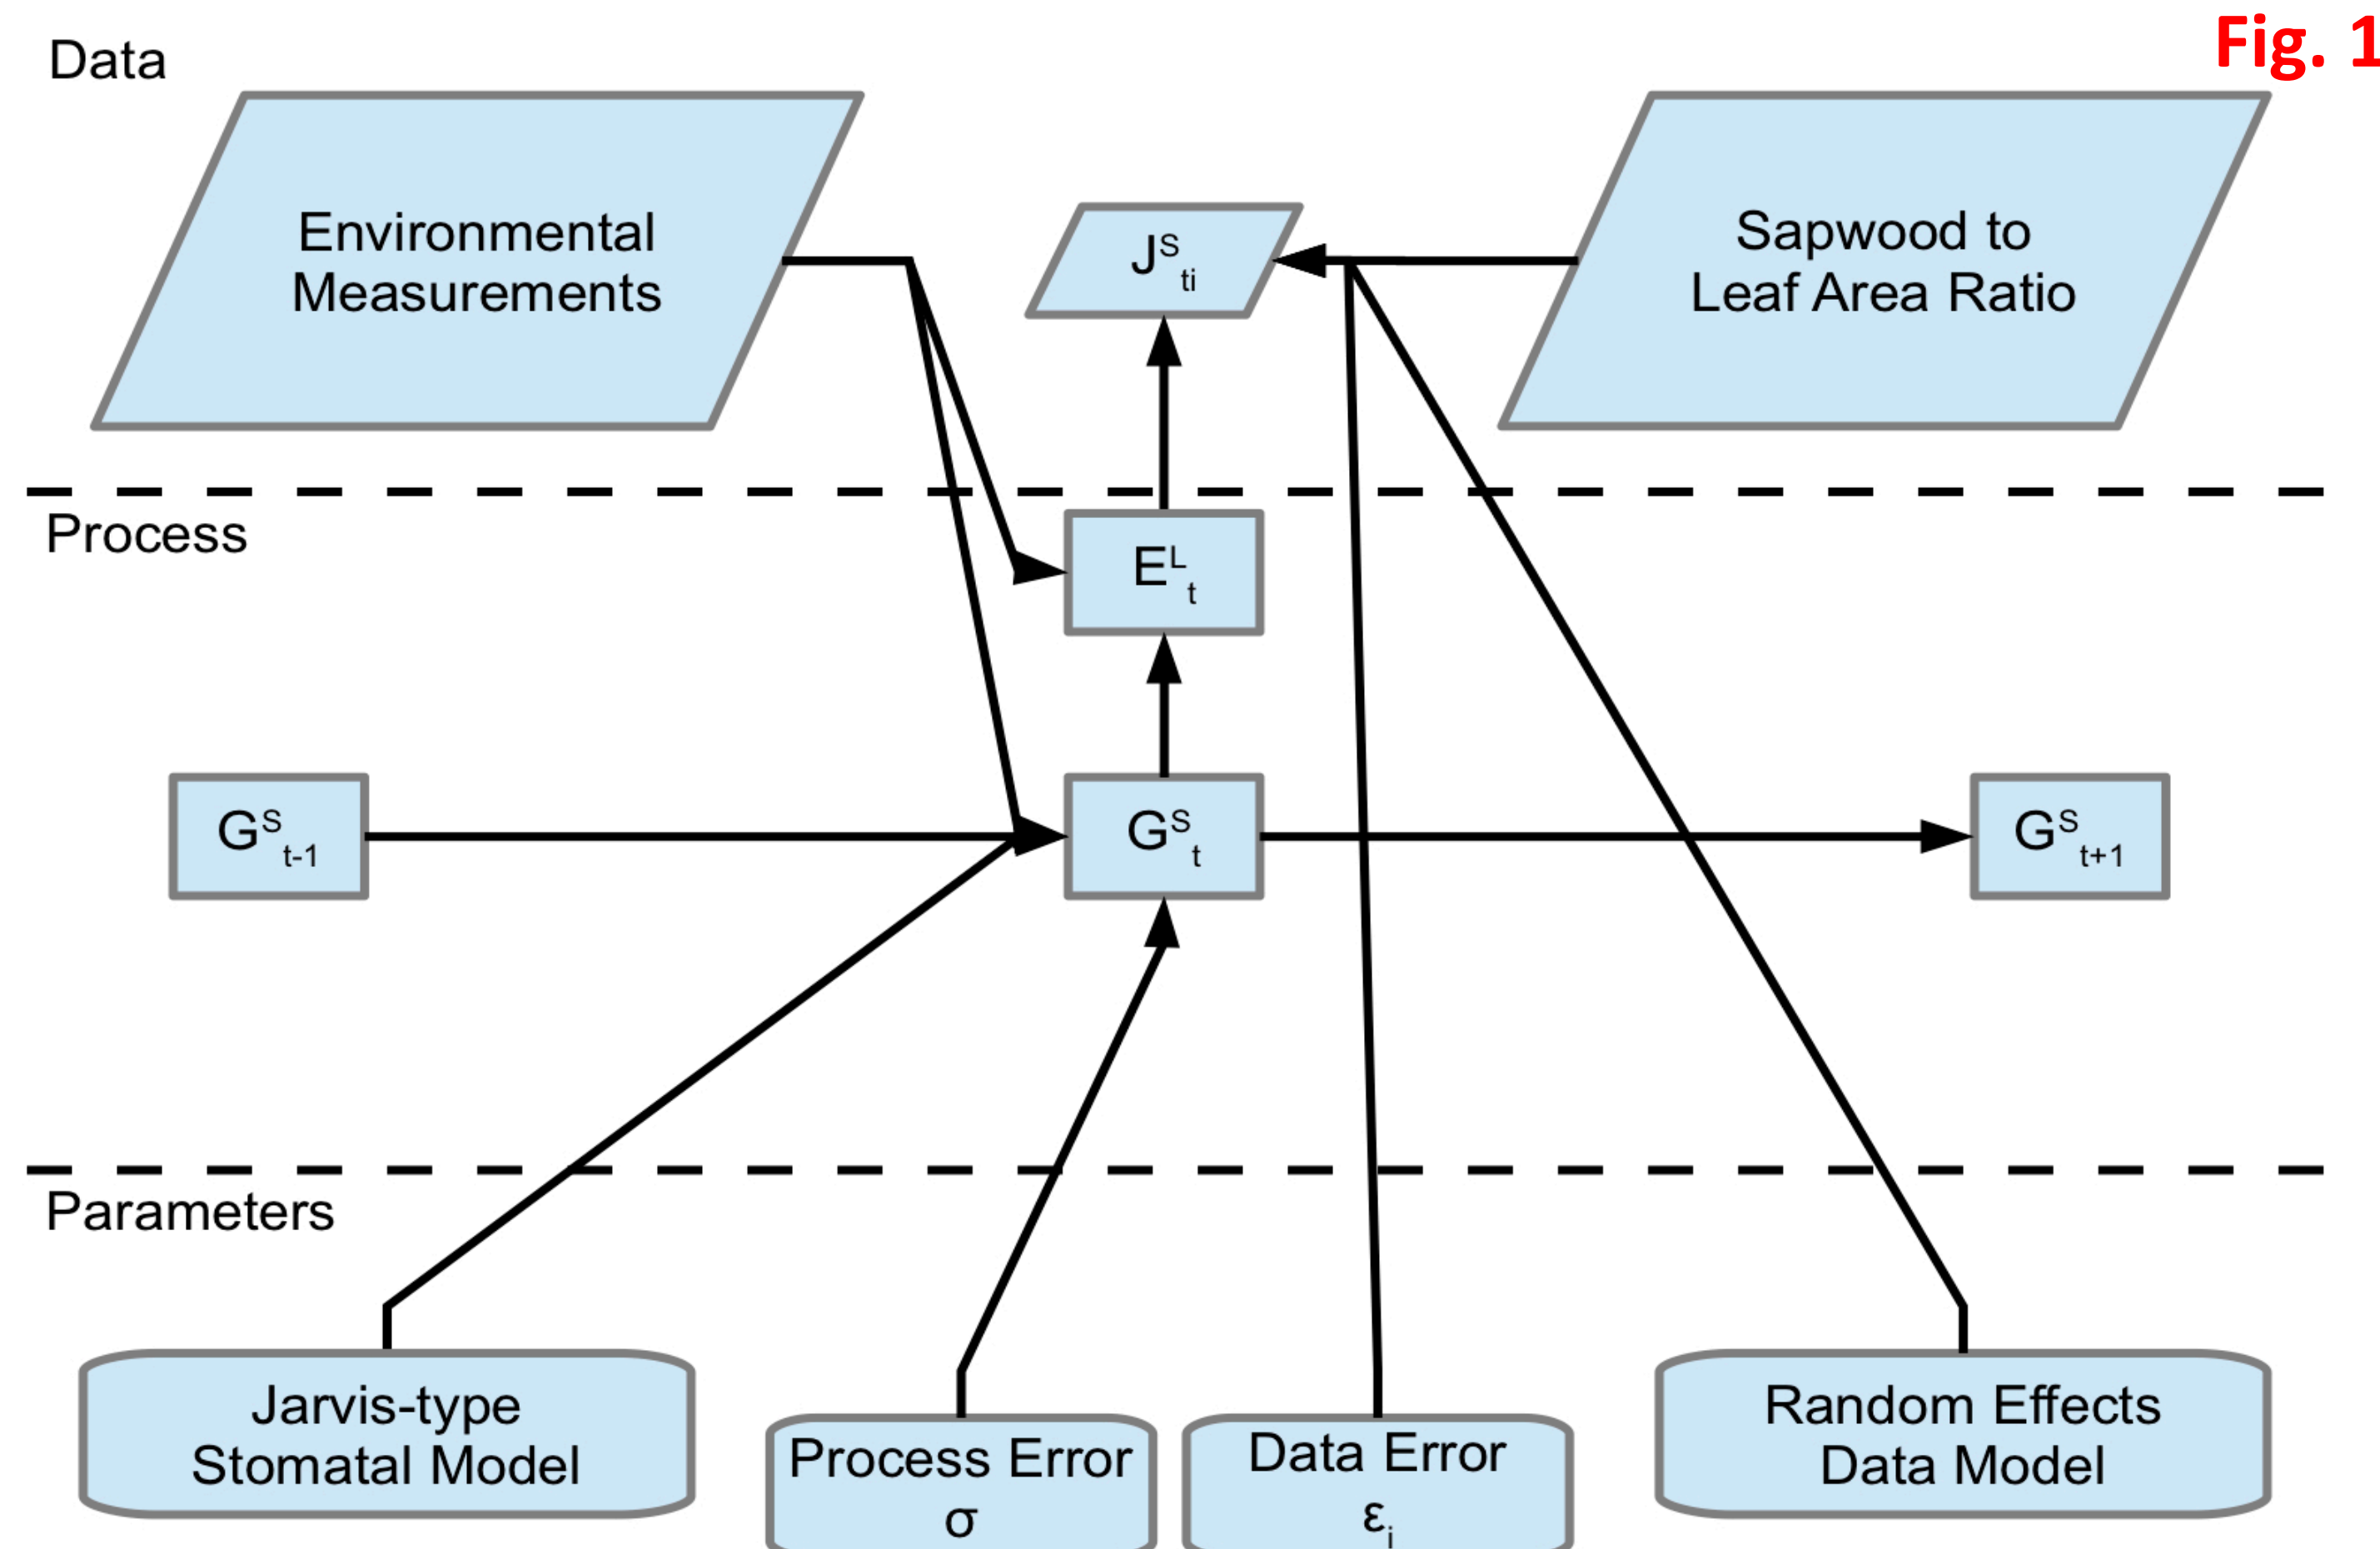 Fig. 1
Data
Environmental
Measurements
J^S_ti
Sapwood to
Leaf Area Ratio
Process
E^L_t
G^S_t-1
G^S_t
G^S_t+1
Parameters
Jarvis-type
Stomatal Model
Process Error
σ
Data Error
ε_i
Random Effects
Data Model